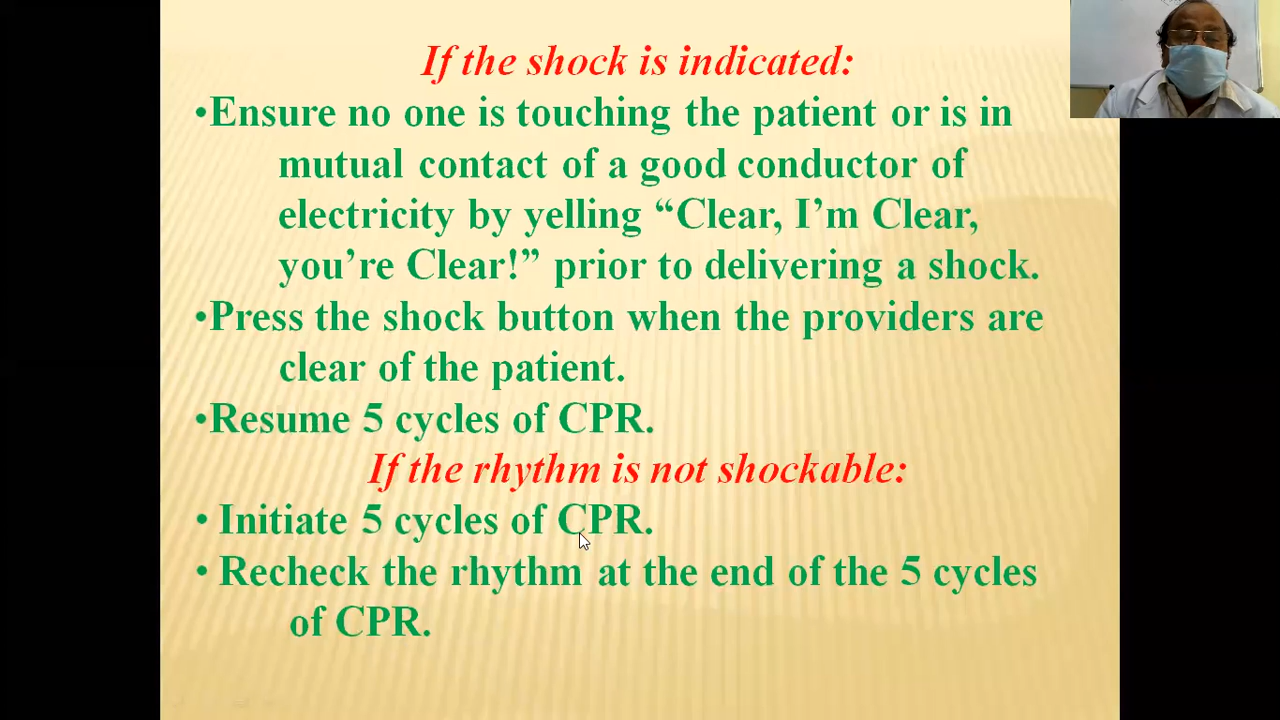 If the shock is indicated:
•Ensure no one is touching the patient or is in
mutual contact of a good conductor of
electricity by yelling “Clear, I’m Clear,
you’re Clear!” prior to delivering a shock.
•Press the shock button when the providers are
clear of the patient.
•Resume 5 cycles of CPR.
If the rhythm is not shockable:
• Initiate 5 cycles of CPR.
• Recheck the rhythm at the end of the 5 cycles
of CPR.